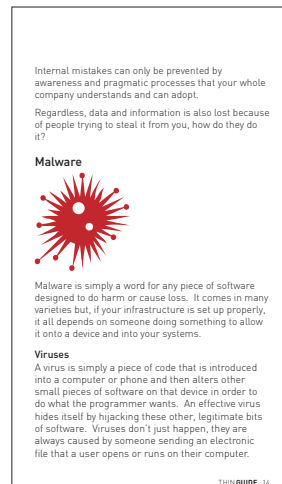 Internal mistakes can only be prevented by
awareness and pragmatic processes that your whole
company understands and can adopt.
Regardless, data and information is also lost because
of people trying to steal it from you, how do they do
it?
Malware
Malware is simply a word for any piece of software
designed to do harm or cause loss.  It comes in many
varieties but, if your infrastructure is set up properly,
it all depends on someone doing something to allow
it onto a device and into your systems.
Viruses
A virus is simply a piece of code that is introduced
into a computer or phone and then alters other
small pieces of software on that device in order to
do what the programmer wants.  An effective virus
hides itself by hijacking these other, legitimate bits
of software.  Viruses don't just happen, they are
always caused by someone sending an electronic
file that a user opens or runs on their computer.
THINGUIDE 14